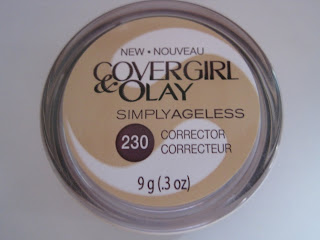 NEW • NOUVEAU
COVERGIRL
& OLAY
SIMPLYAGELESS
230 CORRECTOR
CORRECTEUR
9 g (.3 oz)